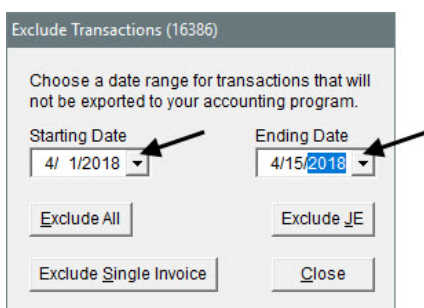 Exclude Transactions (16386)
Choose a date range for transactions that will
not be exported to your accounting program.
Starting Date Ending Date
4/ 1/2018 4/15/2018
Exclude All Exclude JE
Exclude Single Invoice Close